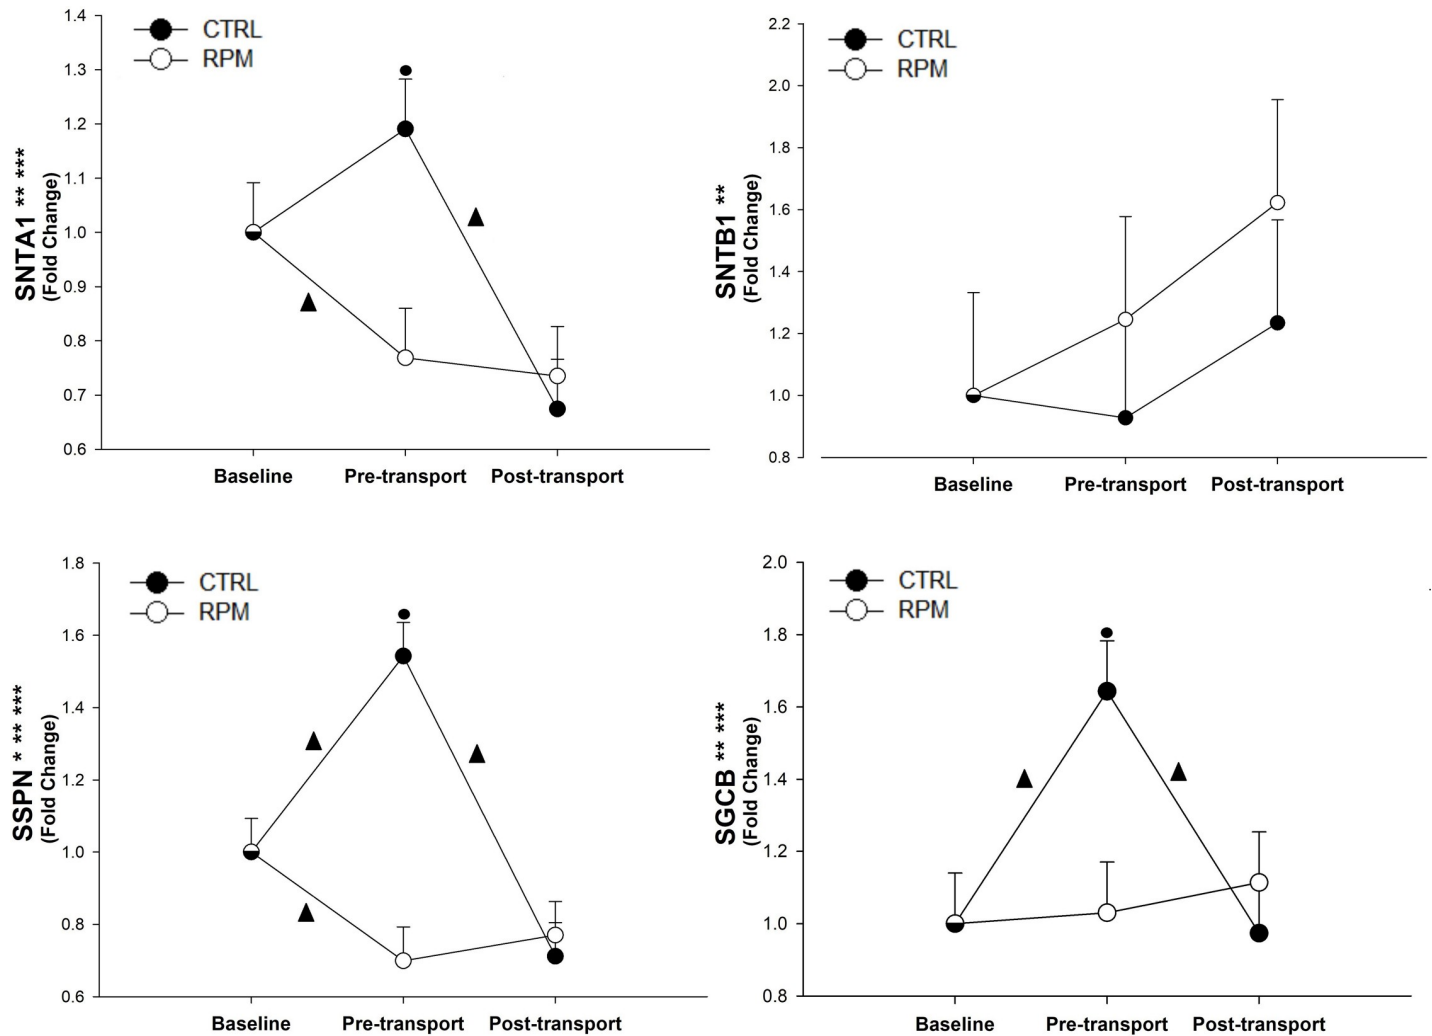 1.4
1.3
1.2
1.1
1.0
0.9
0.8
0.7
0.6
SNTA1 ** ***
(Fold Change)
CTRL
RPM
Baseline Pre-transport Post-transport
2.2
2.0
1.8
1.6
1.4
1.2
1.0
0.8
SNTB1 **
(Fold Change)
CTRL
RPM
Baseline Pre-transport Post-transport
1.8
1.6
1.4
1.2
1.0
0.8
0.6
SSPN * ** ***
(Fold Change)
CTRL
RPM
Baseline Pre-transport Post-transport
2.0
1.8
1.6
1.4
1.2
1.0
0.8
SGCB ** ***
(Fold Change)
CTRL
RPM
Baseline Pre-transport Post-transport